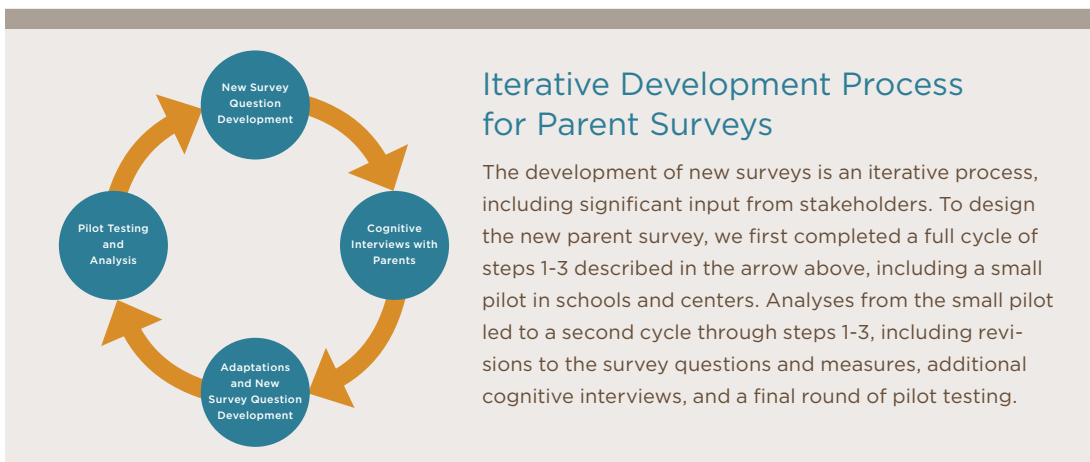 New Survey
Question
Development
Cognitive
Interviews with
Parents
Adaptations
and New
Survey Question
Development
Pilot Testing
and
Analysis
Iterative Development Process
for Parent Surveys
The development of new surveys is an iterative process,
including significant input from stakeholders. To design
the new parent survey, we first completed a full cycle of
steps 1-3 described in the arrow above, including a small
pilot in schools and centers. Analyses from the small pilot
led to a second cycle through steps 1-3, including revi-
sions to the survey questions and measures, additional
cognitive interviews, and a final round of pilot testing.